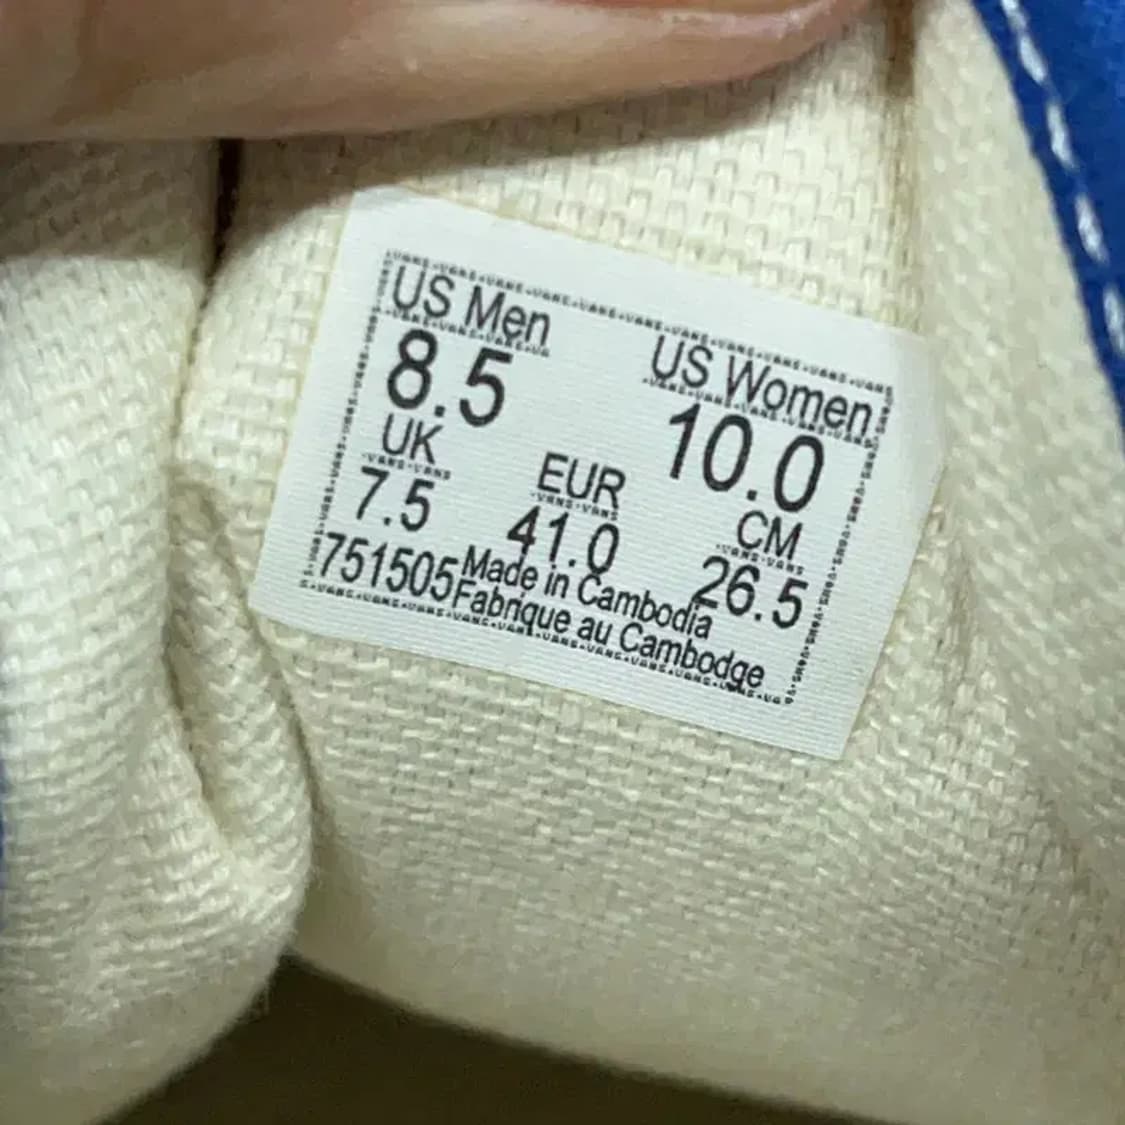 US Men
8.5
US Women
10.0
UK
7.5
EUR
41.0
CM
26.5
751505
Made in Cambodia
Fabrique au Cambodge